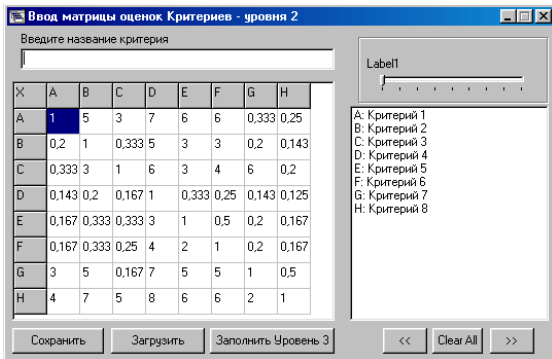 Ввод матрицы оценок Критериев - уровня 2
Введите название критерия
Label1
X A B C D E F G H
A 1 5 3 7 6 6 0,333 0,25
B 0,2 1 0,333 5 3 3 0,2 0,143
C 0,333 3 1 6 3 4 6 0,2
D 0,143 0,2 0,167 1 0,333 0,25 0,143 0,125
E 0,167 0,333 0,333 3 1 0,5 0,2 0,167
F 0,167 0,333 0,25 4 2 1 0,2 0,167
G 3 5 0,167 7 5 5 1 0,5
H 4 7 5 8 6 6 2 1
A: Критерий 1
B: Критерий 2
C: Критерий 3
D: Критерий 4
E: Критерий 5
F: Критерий 6
G: Критерий 7
H: Критерий 8
Сохранить Загрузить Заполнить Уровень 3 << Clear All >>